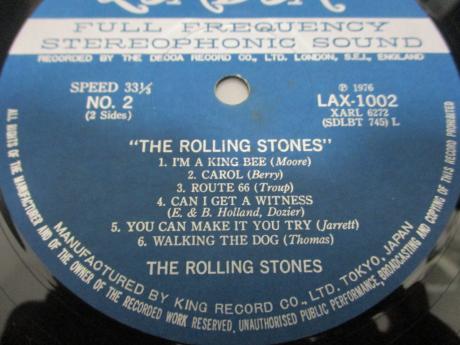 FULL FREQUENCY
STEREOPHONIC SOUND
RECORDED BY THE DECCA RECORD CO., LTD. LONDON, S.E.I., ENGLAND
SPEED 33⅓
NO. 2
(2 Sides)
℗ 1976
LAX-1002
XARL 6272
(SDLBT 745) L
"THE ROLLING STONES"
1. I'M A KING BEE (Moore)
2. CAROL (Berry)
3. ROUTE 66 (Troup)
4. CAN I GET A WITNESS
(E. & B. Holland, Dozier)
5. YOU CAN MAKE IT YOU TRY (Jarrett)
6. WALKING THE DOG (Thomas)
THE ROLLING STONES
MANUFACTURED BY KING RECORD CO., LTD. TOKYO, JAPAN
ALL RIGHTS OF THE MANUFACTURER AND OF THE OWNER OF THE RECORDED WORK RESERVED. UNAUTHORISED PUBLIC PERFORMANCE, BROADCASTING AND COPYING OF THIS RECORD PROHIBITED